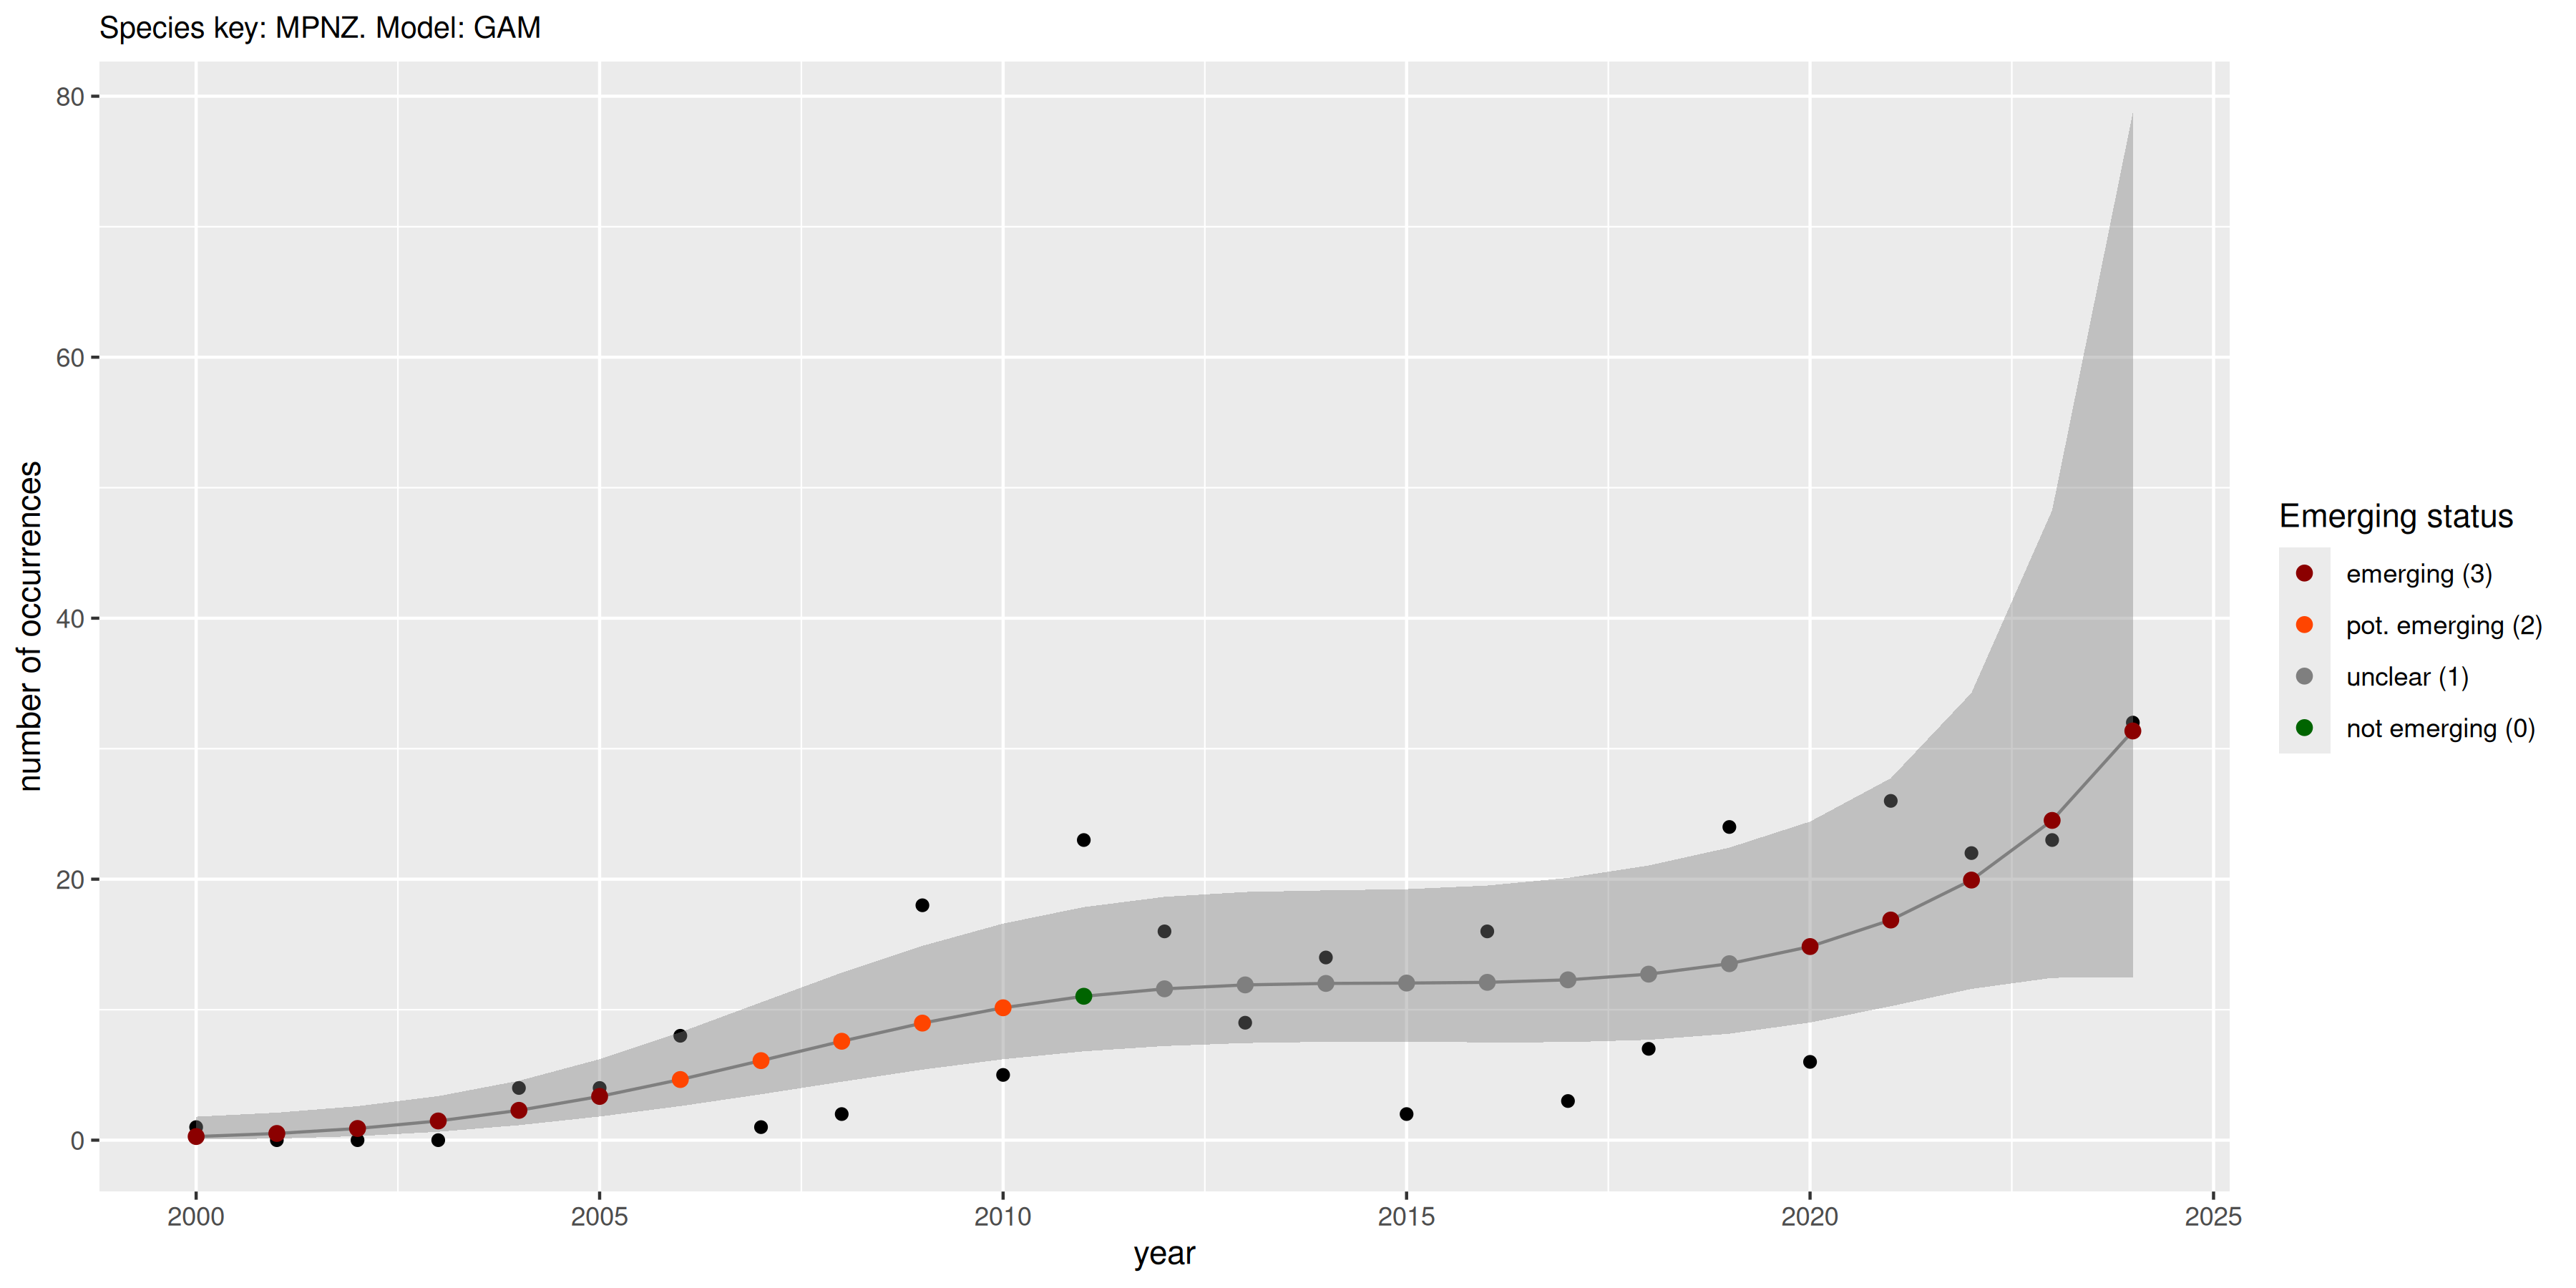 Species key: MPNZ. Model: GAM
80
60
40
20
0
number of occurrences
2000 2005 2010 2015 2020 2025
year
Emerging status
emerging (3)
pot. emerging (2)
unclear (1)
not emerging (0)